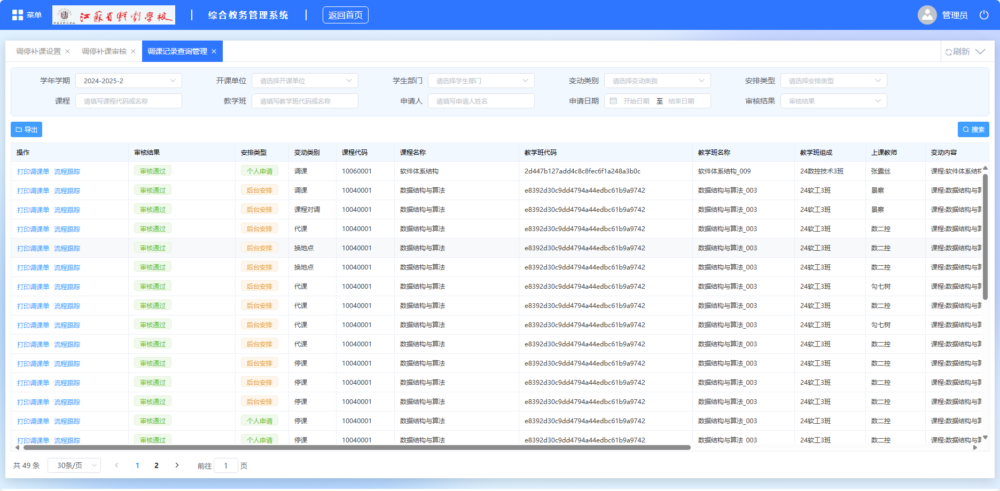 菜单 江苏省戏剧学校 综合教务管理系统 返回首页 管理员
调停补课设置 调停补课审核 调课记录查询管理 刷新
学年学期 2024-2025-2 开课单位 请选择开课单位 学生部门 请选择学生部门 变动类别 请选择变动类别 安排类型 请选择安排类型
课程 请填写课程代码或名称 教学班 请填写教学班代码或名称 申请人 请填写申请人姓名 申请日期 开始日期 至 结束日期 审核结果 审核结果
导出 搜索
操作 审核结果 安排类型 变动类别 课程代码 课程名称 教学班代码 教学班名称 教学班组成 上课教师 变动内容
打印调课单 流程跟踪 审核通过 个人申请 调课 10060001 软件体系结构 2d447b127add4c8c8fec6f1a248a3b0c 软件体系结构_009 24数控技术3班 张露丝 课程:软件体系结构
打印调课单 流程跟踪 审核通过 后台安排 调课 10040001 数据结构与算法 e8392d30c9dd4794a44edbc61b9a9742 数据结构与算法_003 24软工3班 景察 课程:数据结构与算
打印调课单 流程跟踪 审核通过 后台安排 课程对调 10040001 数据结构与算法 e8392d30c9dd4794a44edbc61b9a9742 数据结构与算法_003 24软工3班 景察 课程:数据结构与算
打印调课单 流程跟踪 审核通过 后台安排 代课 10040001 数据结构与算法 e8392d30c9dd4794a44edbc61b9a9742 数据结构与算法_003 24软工3班 数二控 课程:数据结构与算
打印调课单 流程跟踪 审核通过 后台安排 换地点 10040001 数据结构与算法 e8392d30c9dd4794a44edbc61b9a9742 数据结构与算法_003 24软工3班 数二控 课程:数据结构与算
打印调课单 流程跟踪 审核通过 后台安排 换地点 10040001 数据结构与算法 e8392d30c9dd4794a44edbc61b9a9742 数据结构与算法_003 24软工3班 数二控 课程:数据结构与算
打印调课单 流程跟踪 审核通过 后台安排 代课 10040001 数据结构与算法 e8392d30c9dd4794a44edbc61b9a9742 数据结构与算法_003 24软工3班 勾七树 课程:数据结构与算
打印调课单 流程跟踪 审核通过 后台安排 代课 10040001 数据结构与算法 e8392d30c9dd4794a44edbc61b9a9742 数据结构与算法_003 24软工3班 数二控 课程:数据结构与算
打印调课单 流程跟踪 审核通过 后台安排 代课 10040001 数据结构与算法 e8392d30c9dd4794a44edbc61b9a9742 数据结构与算法_003 24软工3班 勾七树 课程:数据结构与算
打印调课单 流程跟踪 审核通过 后台安排 代课 10040001 数据结构与算法 e8392d30c9dd4794a44edbc61b9a9742 数据结构与算法_003 24软工3班 数二控 课程:数据结构与算
打印调课单 流程跟踪 审核通过 后台安排 停课 10040001 数据结构与算法 e8392d30c9dd4794a44edbc61b9a9742 数据结构与算法_003 24软工3班 数二控 课程:数据结构与算
打印调课单 流程跟踪 审核通过 后台安排 停课 10040001 数据结构与算法 e8392d30c9dd4794a44edbc61b9a9742 数据结构与算法_003 24软工3班 数二控 课程:数据结构与算
打印调课单 流程跟踪 审核通过 后台安排 停课 10040001 数据结构与算法 e8392d30c9dd4794a44edbc61b9a9742 数据结构与算法_003 24软工3班 数二控 课程:数据结构与算
打印调课单 流程跟踪 审核通过 个人申请 停课 10040001 数据结构与算法 e8392d30c9dd4794a44edbc61b9a9742 数据结构与算法_003 24软工3班 数二控 课程:数据结构与算
打印调课单 流程跟踪 审核通过 个人申请 停课 10040001 数据结构与算法 e8392d30c9dd4794a44edbc61b9a9742 数据结构与算法_003 24软工3班 数二控 课程:数据结构与算
共 49 条 30条/页 1 2 前往 1 页